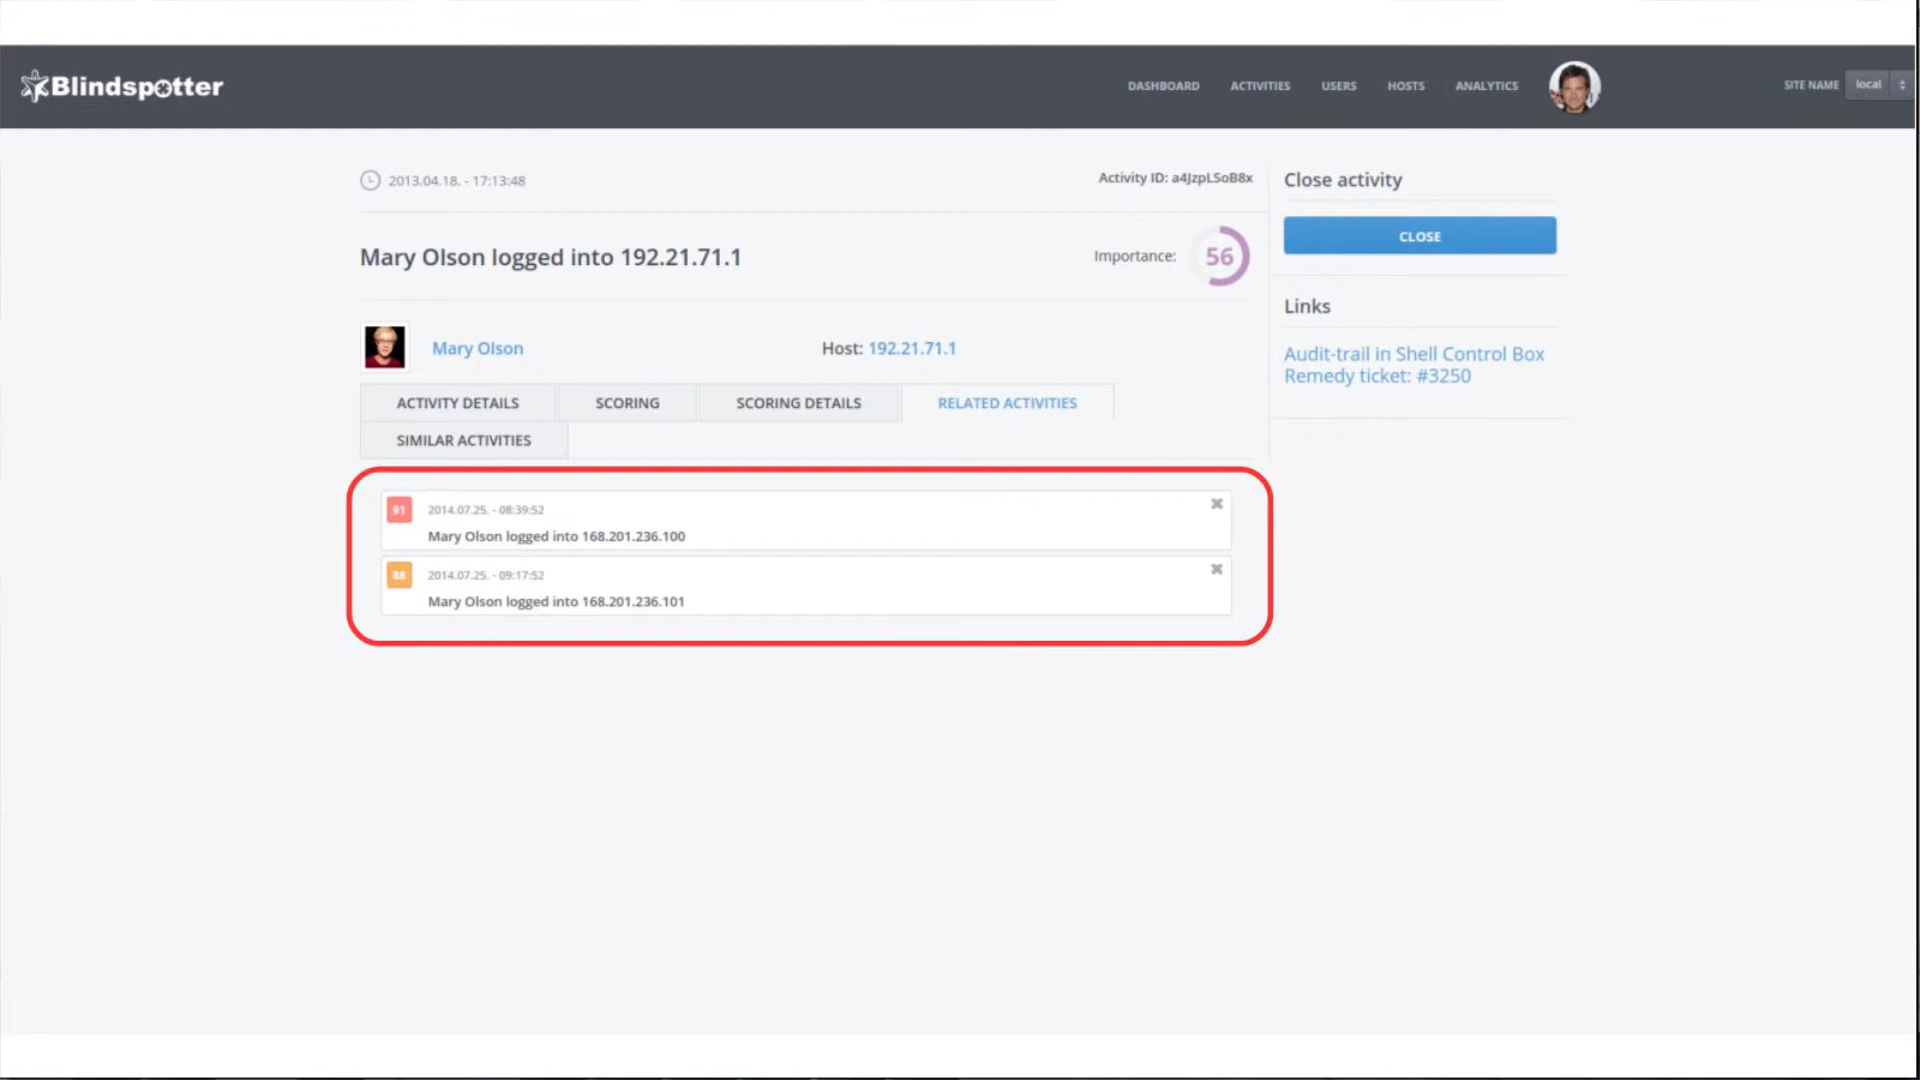 Blindspotter
DASHBOARD ACTIVITIES USERS HOSTS ANALYTICS SITE NAME local
2013.04.18. - 17:13:48 Activity ID: a4JzpLSoB8x
Close activity
CLOSE
Mary Olson logged into 192.21.71.1 Importance: 56
Links
Mary Olson Host: 192.21.71.1
Audit-trail in Shell Control Box
Remedy ticket: #3250
ACTIVITY DETAILS SCORING SCORING DETAILS RELATED ACTIVITIES
SIMILAR ACTIVITIES
91 2014.07.25. - 08:39:52
Mary Olson logged into 168.201.236.100
88 2014.07.25. - 09:17:52
Mary Olson logged into 168.201.236.101